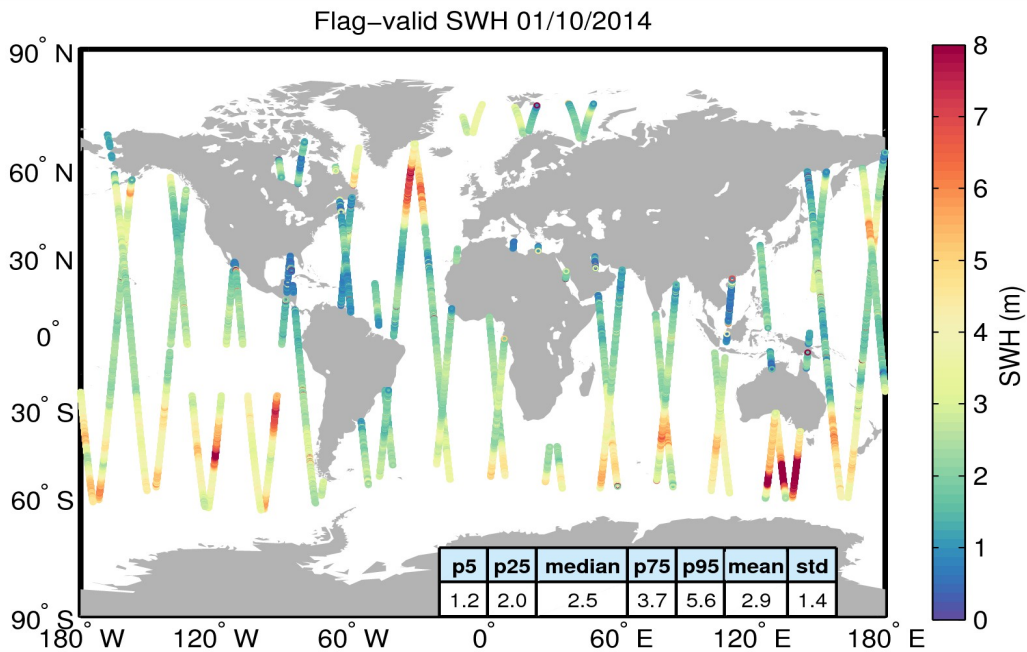 Flag−valid SWH 01/10/2014
90° N
60° N
30° N
0°
30° S
60° S
90° S
180° W
120° W
60° W
0°
60° E
120° E
180° E
p5 p25 median p75 p95 mean std
1.2 2.0 2.5 3.7 5.6 2.9 1.4
8
7
6
5
4
3
2
1
0
SWH (m)